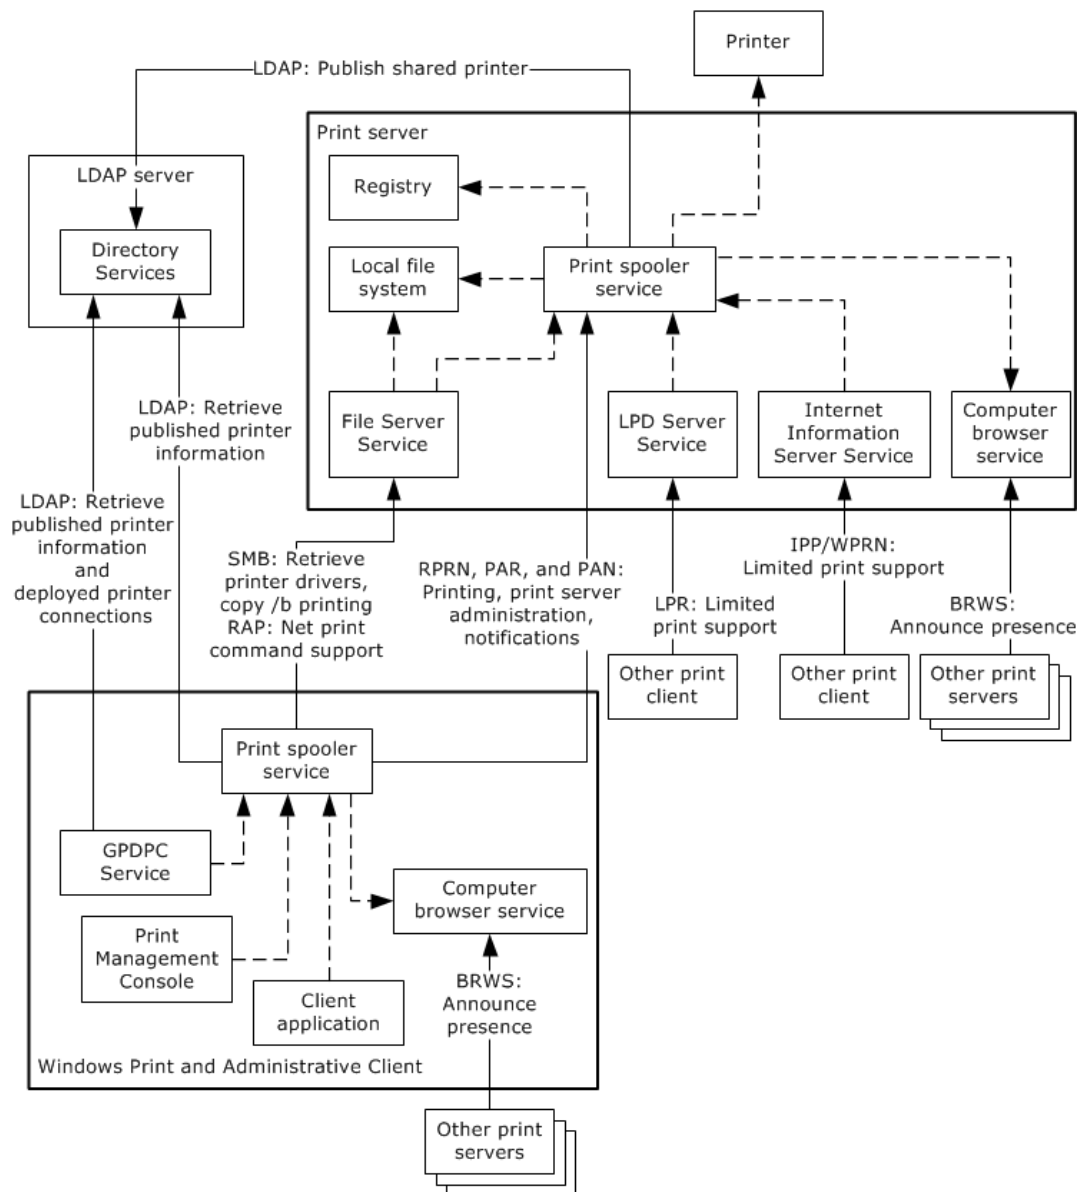 Printer
LDAP: Publish shared printer
Print server
LDAP server
Registry
Directory
Services
Local file
system
Print spooler
service
LDAP: Retrieve
published printer
information
File Server
Service
LPD Server
Service
Internet
Information
Server Service
Computer
browser
service
LDAP: Retrieve
published printer
information
and
deployed printer
connections
SMB: Retrieve
printer drivers,
copy /b printing
RAP: Net print
command support
RPRN, PAR, and PAN:
Printing, print server
administration,
notifications
IPP/WPRN:
Limited print support
LPR: Limited
print support
BRWS:
Announce presence
Other print
client
Other print
client
Other print
servers
Print spooler
service
GPDPC
Service
Computer
browser service
Print
Management
Console
Client
application
BRWS:
Announce
presence
Windows Print and Administrative Client
Other print
servers